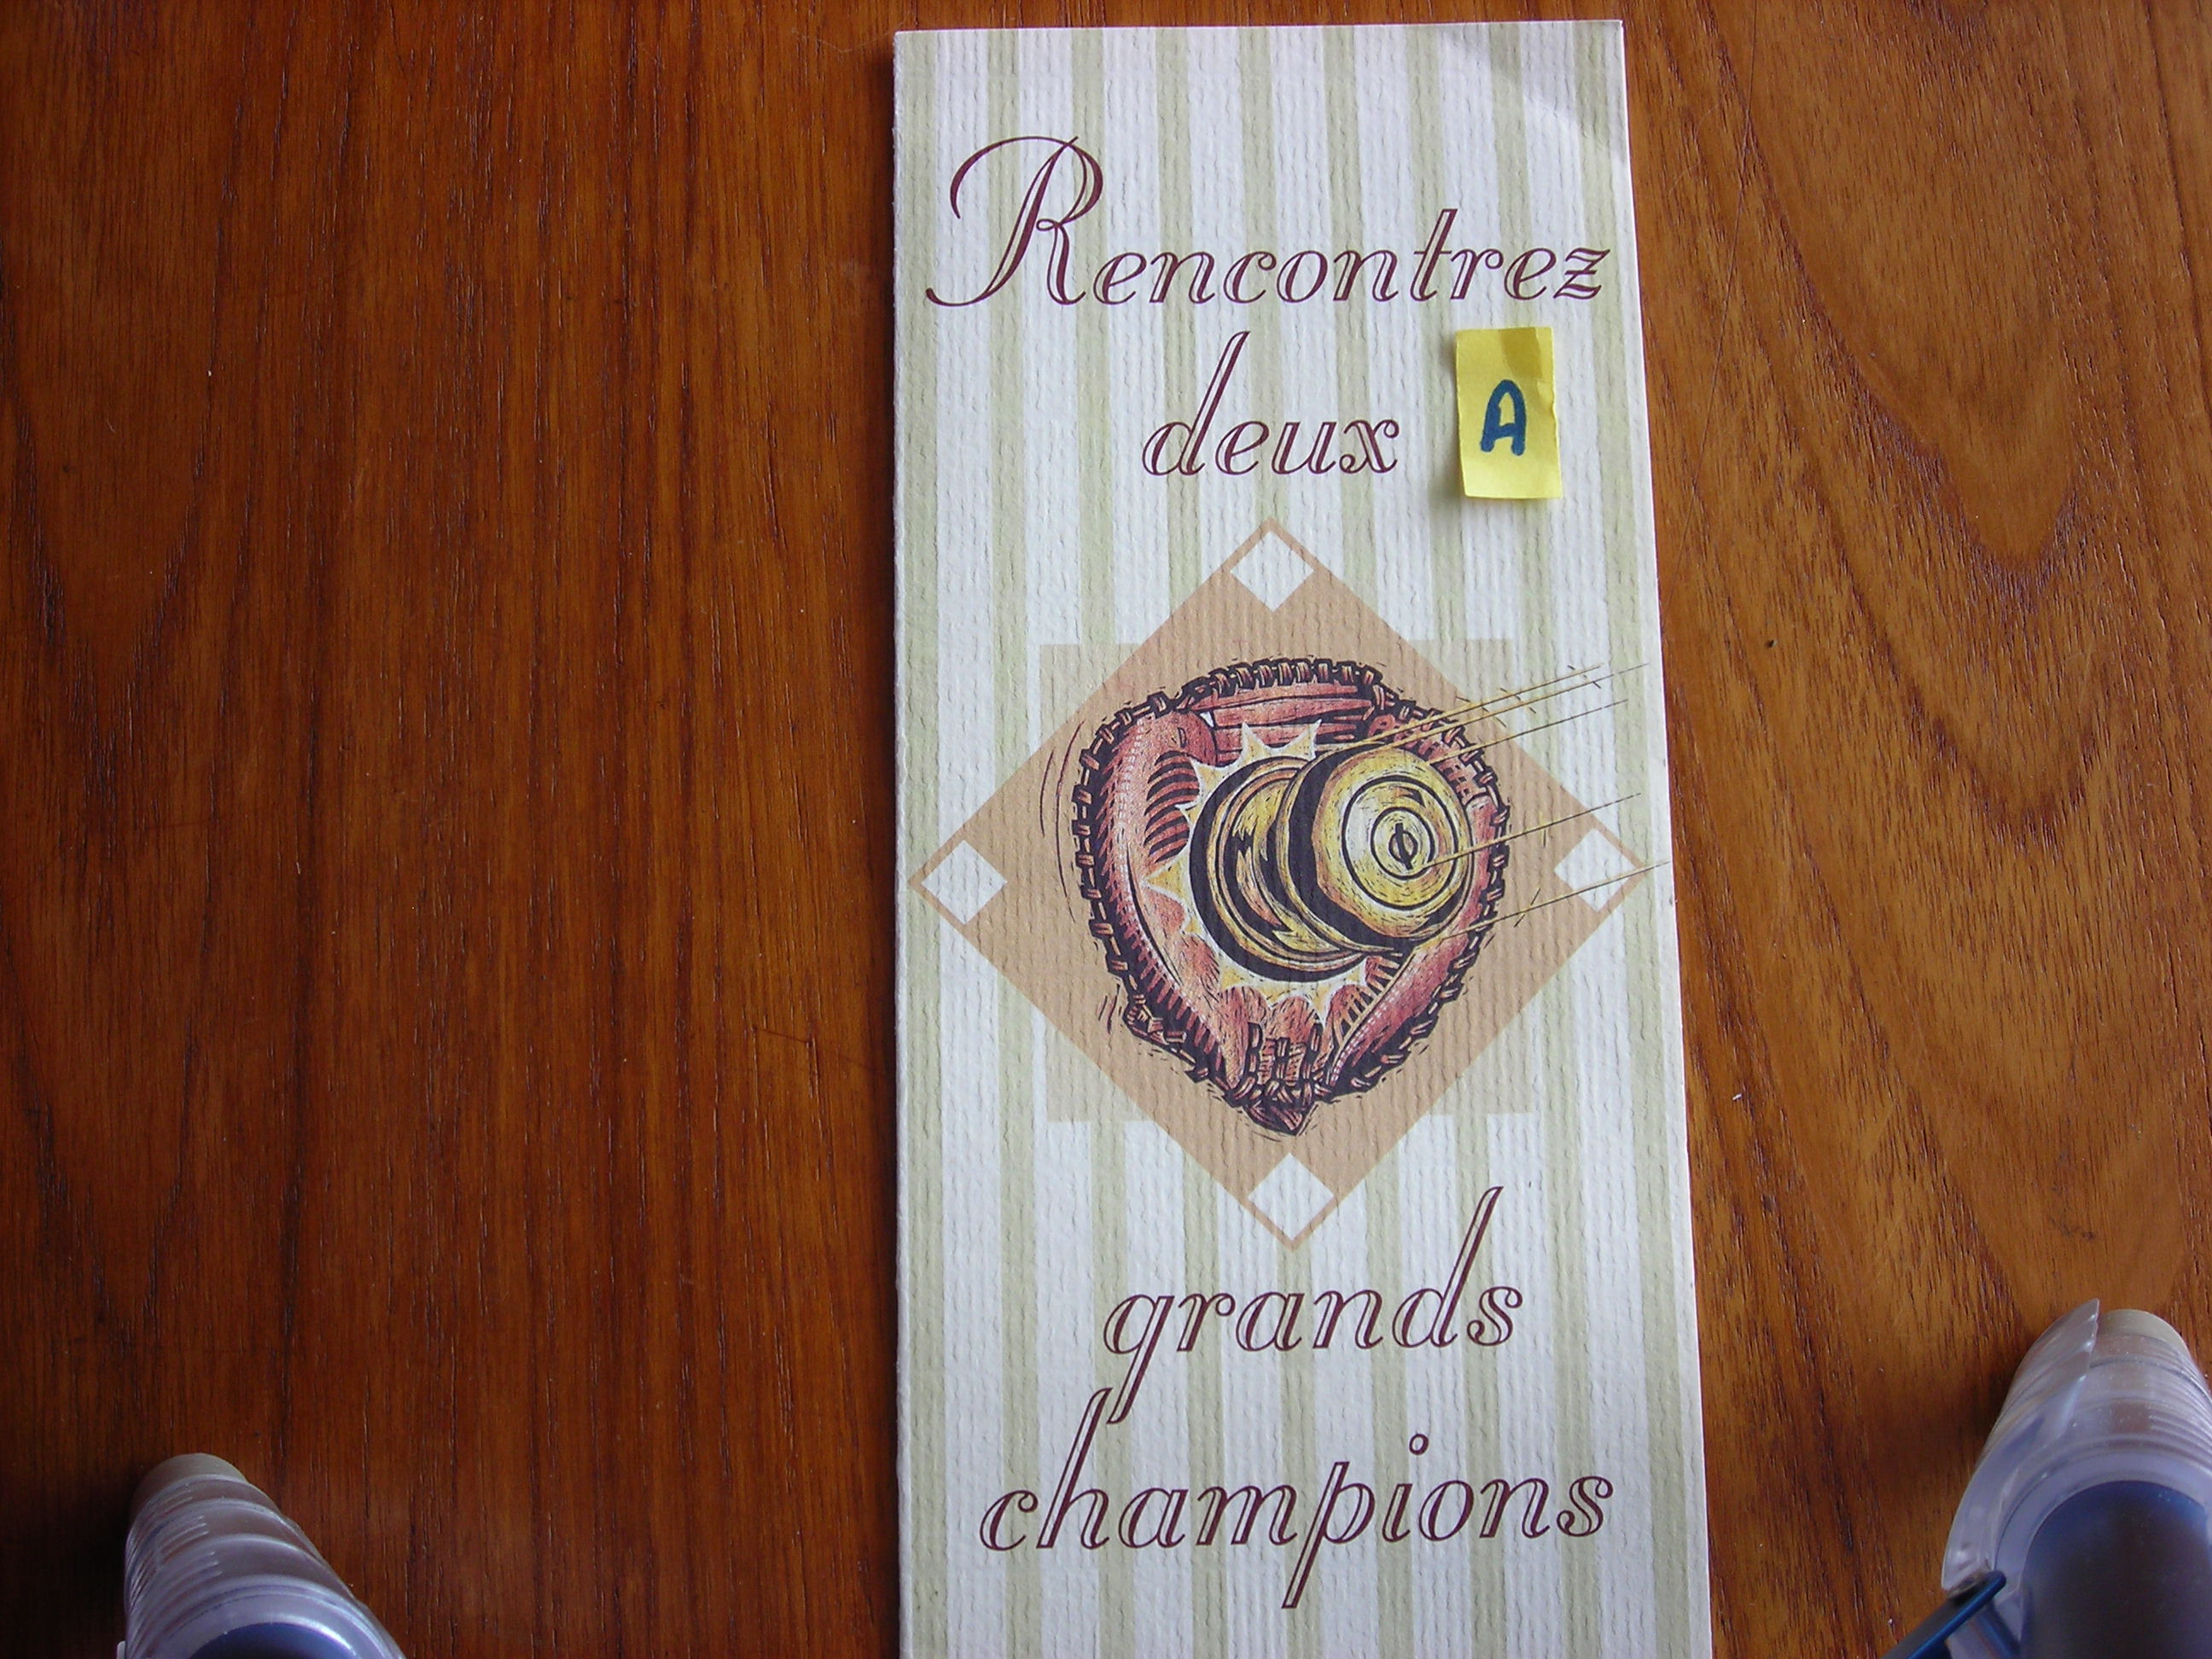 Rencontrez
deux
A
grands
champions